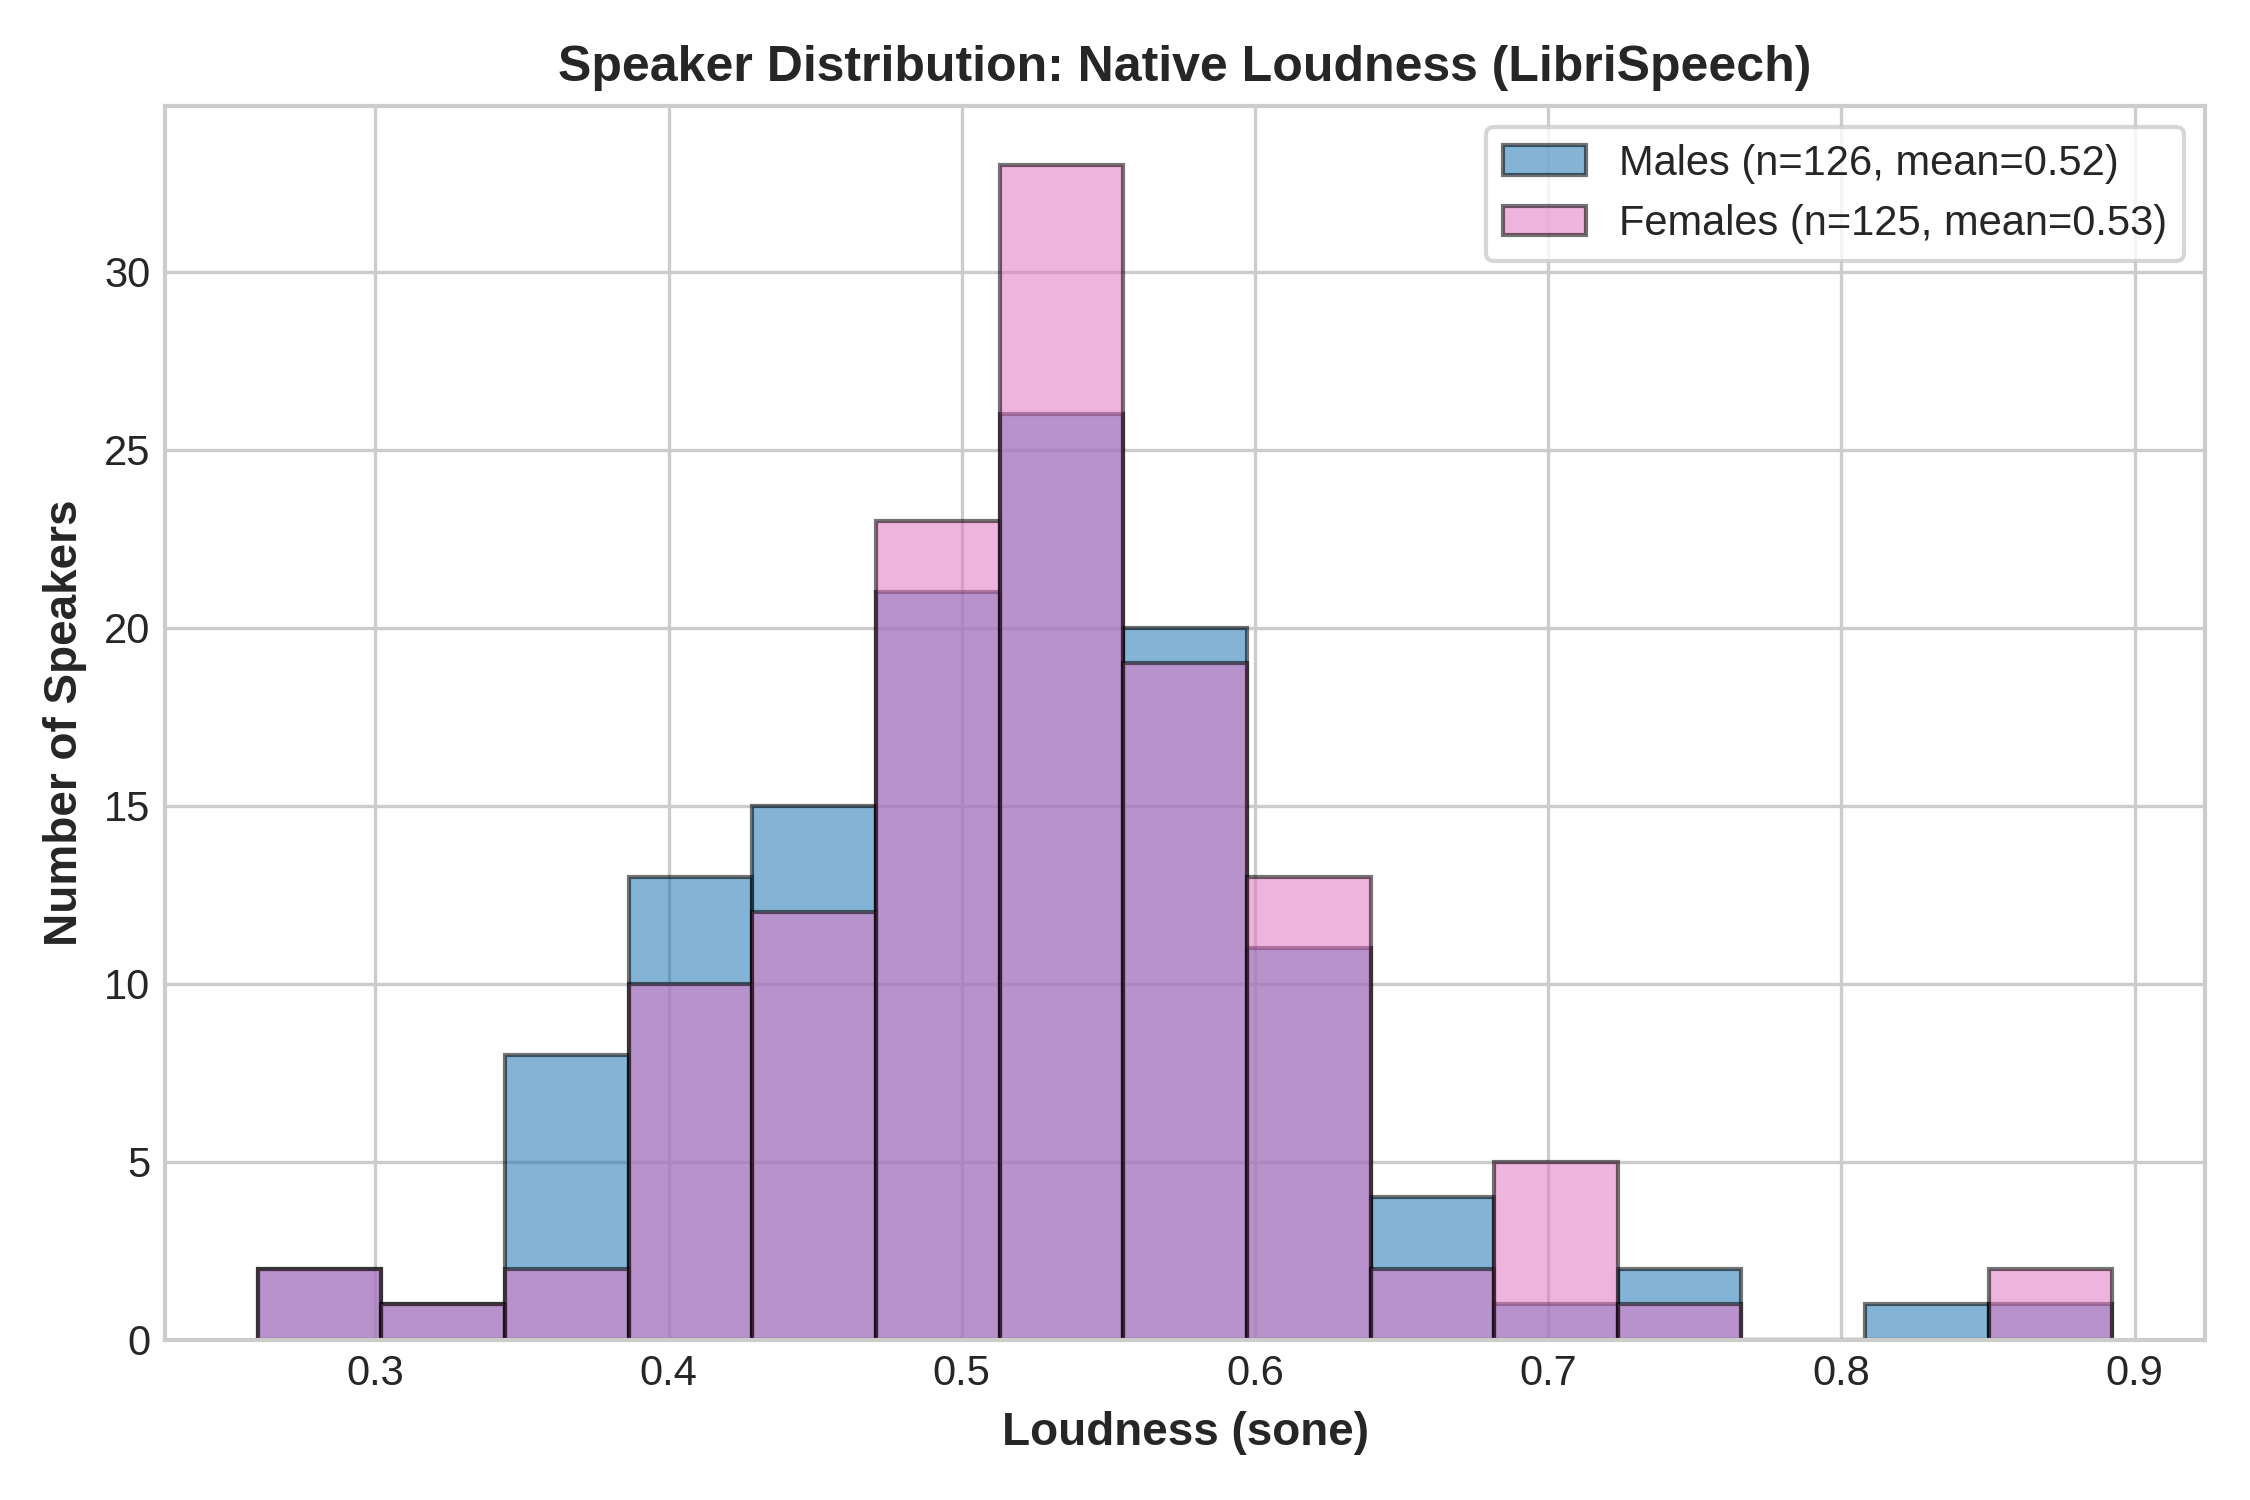 Speaker Distribution: Native Loudness (LibriSpeech)
Males (n=126, mean=0.52)
Females (n=125, mean=0.53)
Number of Speakers
30
25
20
15
10
5
0
0.3 0.4 0.5 0.6 0.7 0.8 0.9
Loudness (sone)